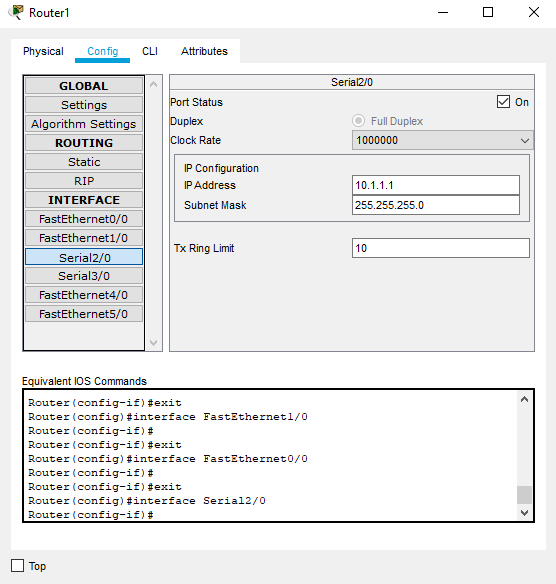 Router1
Physical Config CLI Attributes
GLOBAL
Settings
Algorithm Settings
ROUTING
Static
RIP
INTERFACE
FastEthernet0/0
FastEthernet1/0
Serial2/0
Serial3/0
FastEthernet4/0
FastEthernet5/0
Serial2/0
Port Status On
Duplex Full Duplex
Clock Rate 1000000
IP Configuration
IP Address 10.1.1.1
Subnet Mask 255.255.255.0
Tx Ring Limit 10
Equivalent IOS Commands
Router(config-if)#exit
Router(config)#interface FastEthernet1/0
Router(config-if)#
Router(config-if)#exit
Router(config)#interface FastEthernet0/0
Router(config-if)#
Router(config-if)#exit
Router(config)#interface Serial2/0
Router(config-if)#
Top